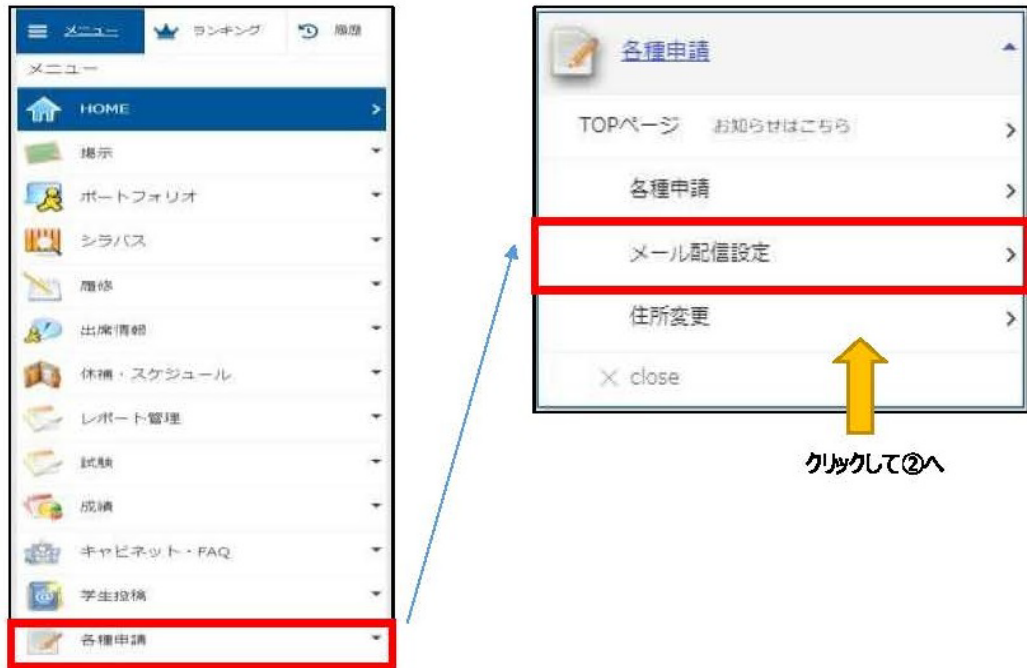 メニュー ランキング 履歴
メニュー
HOME
掲示
ポートフォリオ
シラバス
履修
出席情報
休補・スケジュール
レポート管理
試験
成績
キャビネット・FAQ
学生投稿
各種申請
各種申請
TOPページ お知らせはこちら
各種申請
メール配信設定
住所変更
× close
クリックして②へ